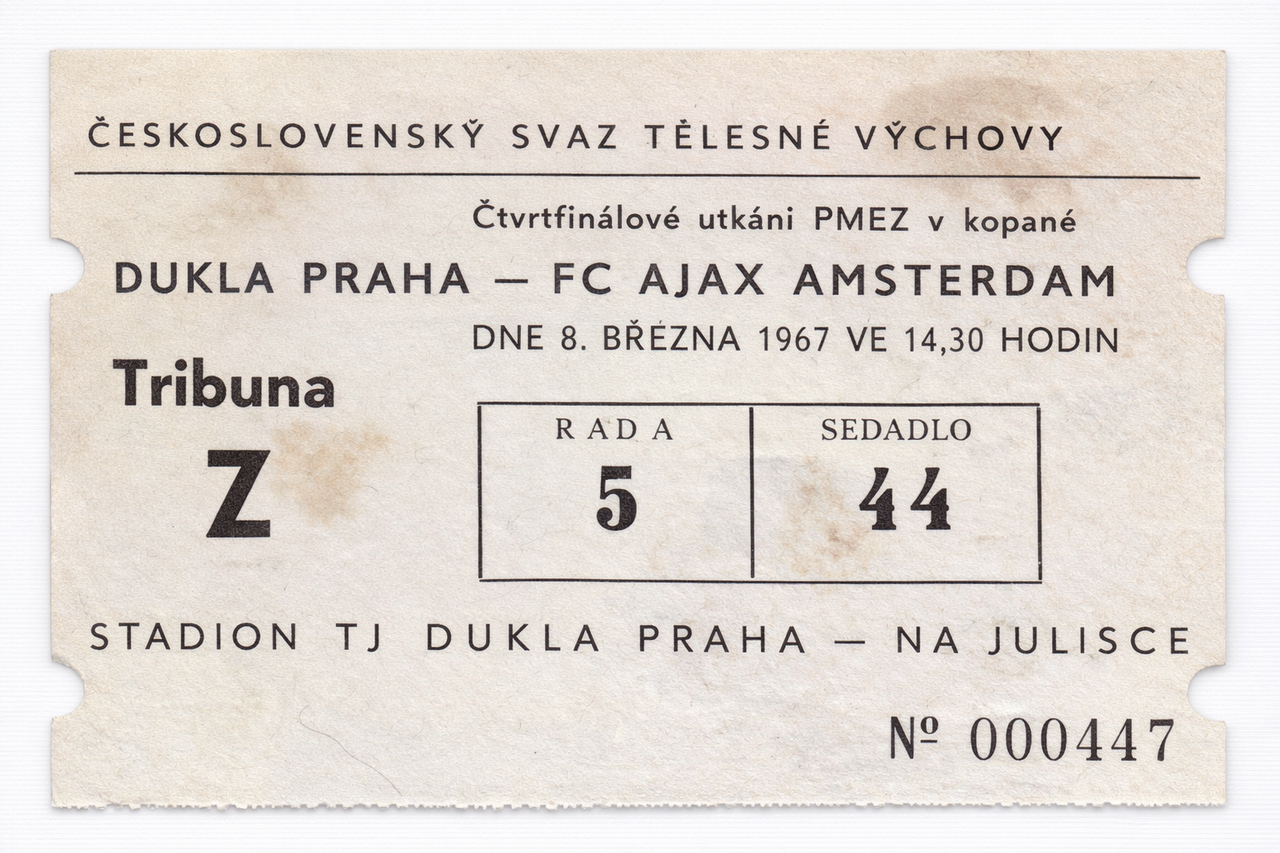 ČESKOSLOVENSKÝ SVAZ TĚLESNÉ VÝCHOVY
Čtvrtfinálové utkáni PMEZ v kopané
DUKLA PRAHA — FC AJAX AMSTERDAM
DNE 8. BŘEZNA 1967 VE 14,30 HODIN
Tribuna
Z
RADA
5
SEDADLO
44
STADION TJ DUKLA PRAHA — NA JULISCE
Nº 000447